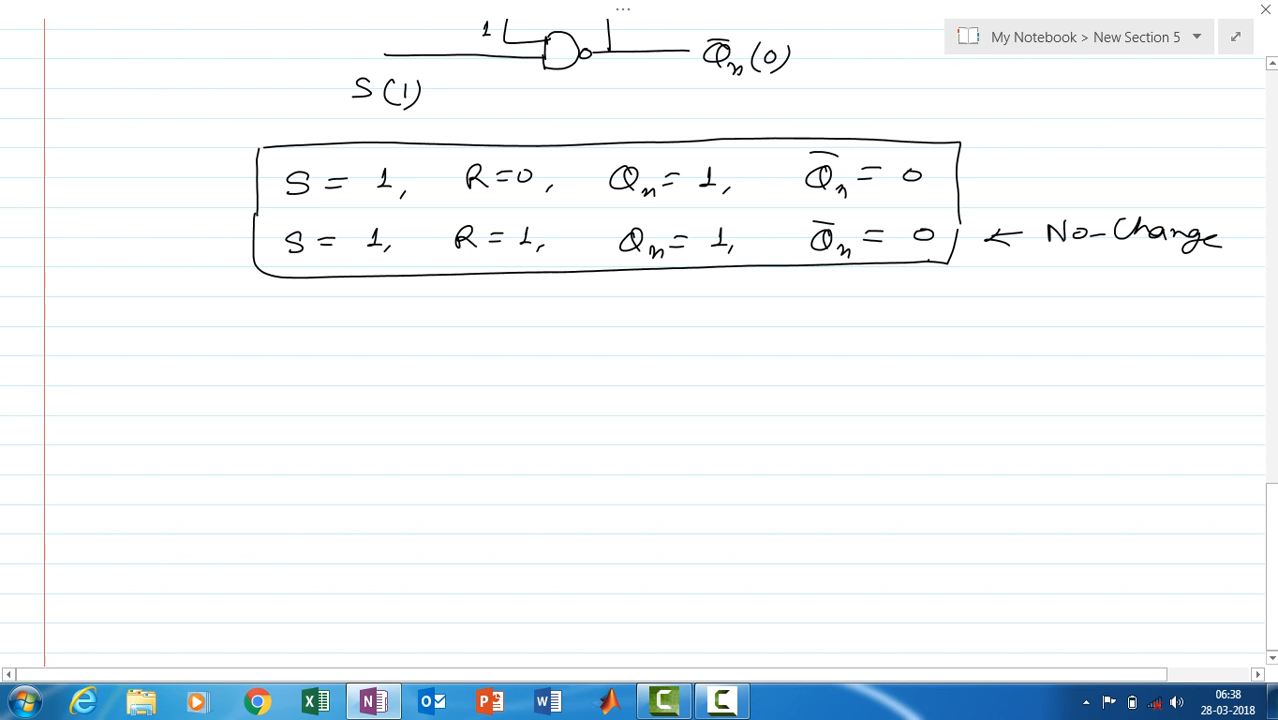 ...
1
Q̅n (0)
My Notebook > New Section 5
S (1)
S = 1, R = 0, Qn = 1, Q̅n = 0
S = 1, R = 1, Qn = 1, Q̅n = 0 ← No-Change
06:38
28-03-2018